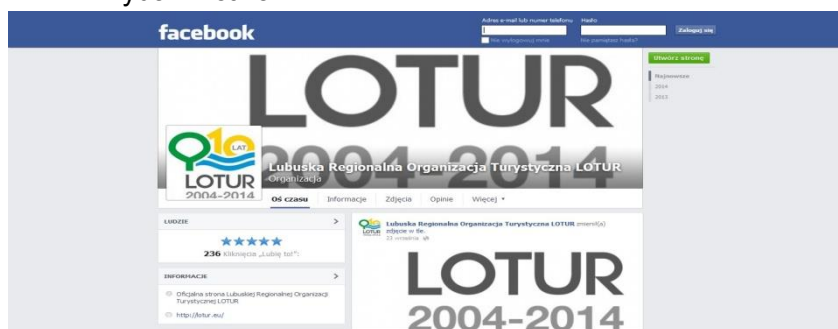 facebook
Adres e-mail lub numer telefonu
Hasło
Nie wylogowuj mnie
Nie pamiętasz hasła?
Zaloguj się
Utwórz stronę
Najnowsze
2014
2013
LOTUR
2004-2014
10 LAT
LOTUR
2004-2014
Lubuska Regionalna Organizacja Turystyczna LOTUR
Organizacja
Oś czasu
Informacje
Zdjęcia
Opinie
Więcej
LUDZIE
236 kliknięcia „Lubię to!”:
INFORMACJE
Oficjalna strona Lubuskiej Regionalnej Organizacji
Turystycznej LOTUR
http://lotur.eu/
Lubuska Regionalna Organizacja Turystyczna LOTUR zmienił(a)
zdjęcie w tle.
LOTUR
2004-2014